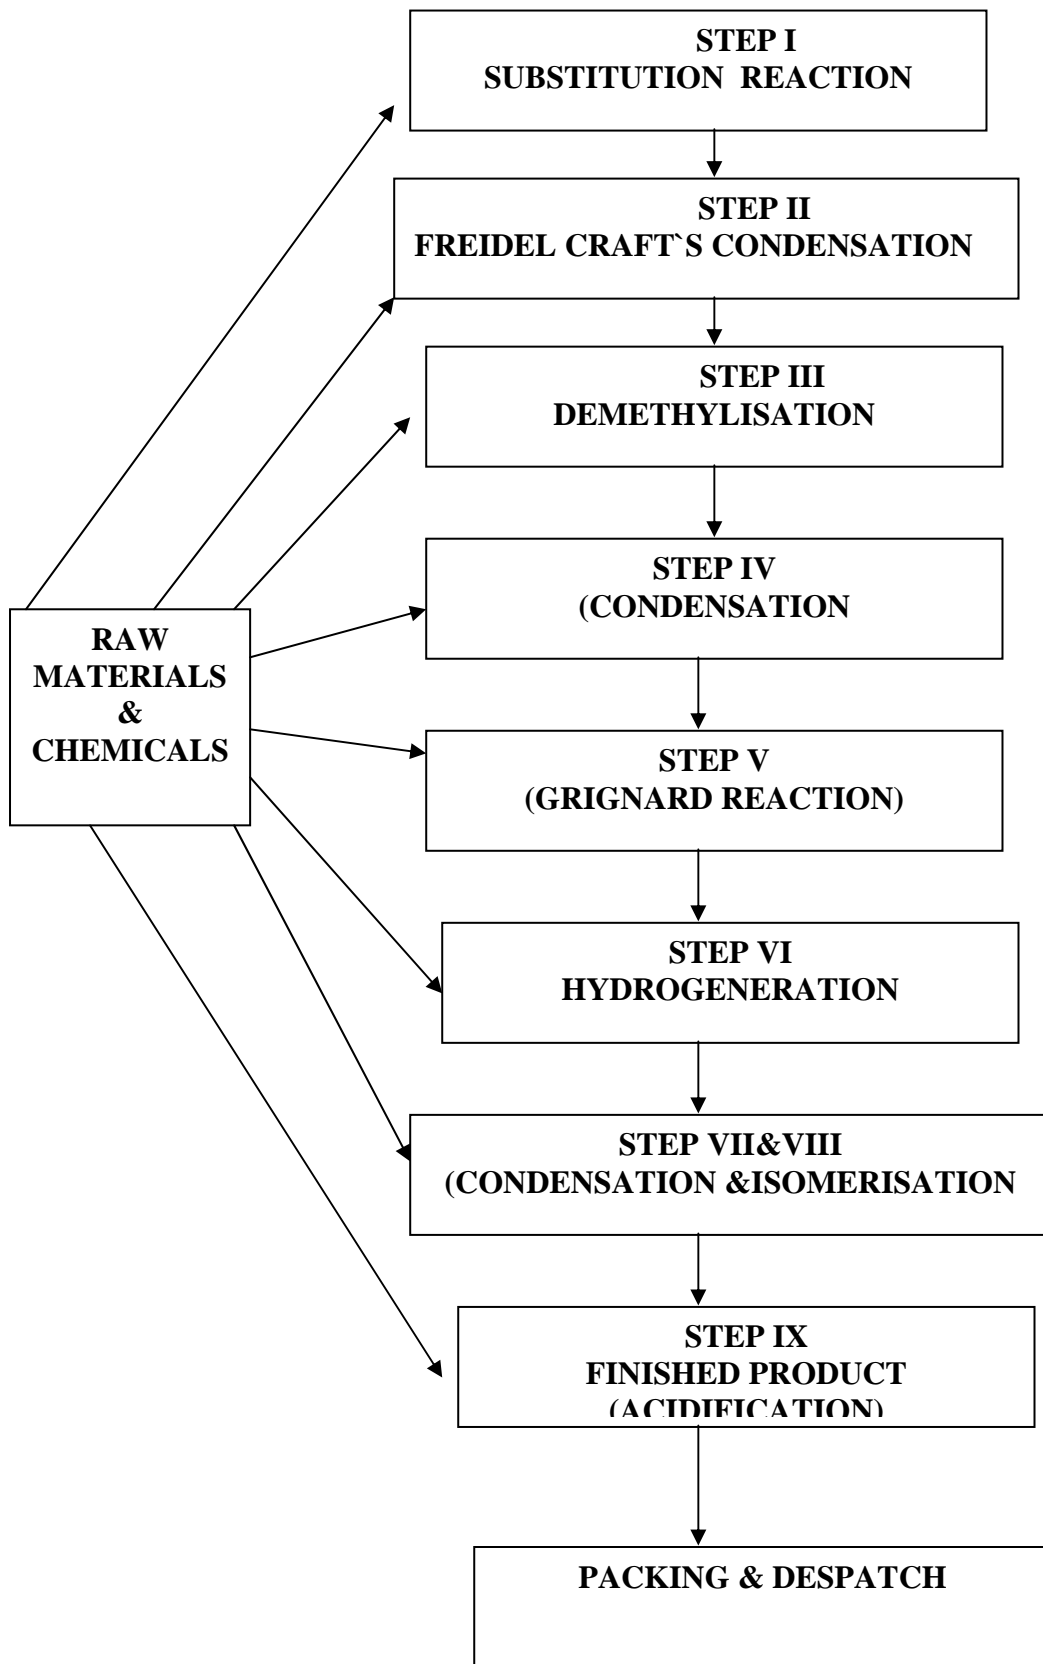 STEP I
SUBSTITUTION REACTION
STEP II
FREIDEL CRAFT`S CONDENSATION
STEP III
DEMETHYLISATION
STEP IV
(CONDENSATION
RAW
MATERIALS
&
CHEMICALS
STEP V
(GRIGNARD REACTION)
STEP VI
HYDROGENERATION
STEP VII&VIII
(CONDENSATION &ISOMERISATION
STEP IX
FINISHED PRODUCT
(ACIDIFICATION)
PACKING & DESPATCH